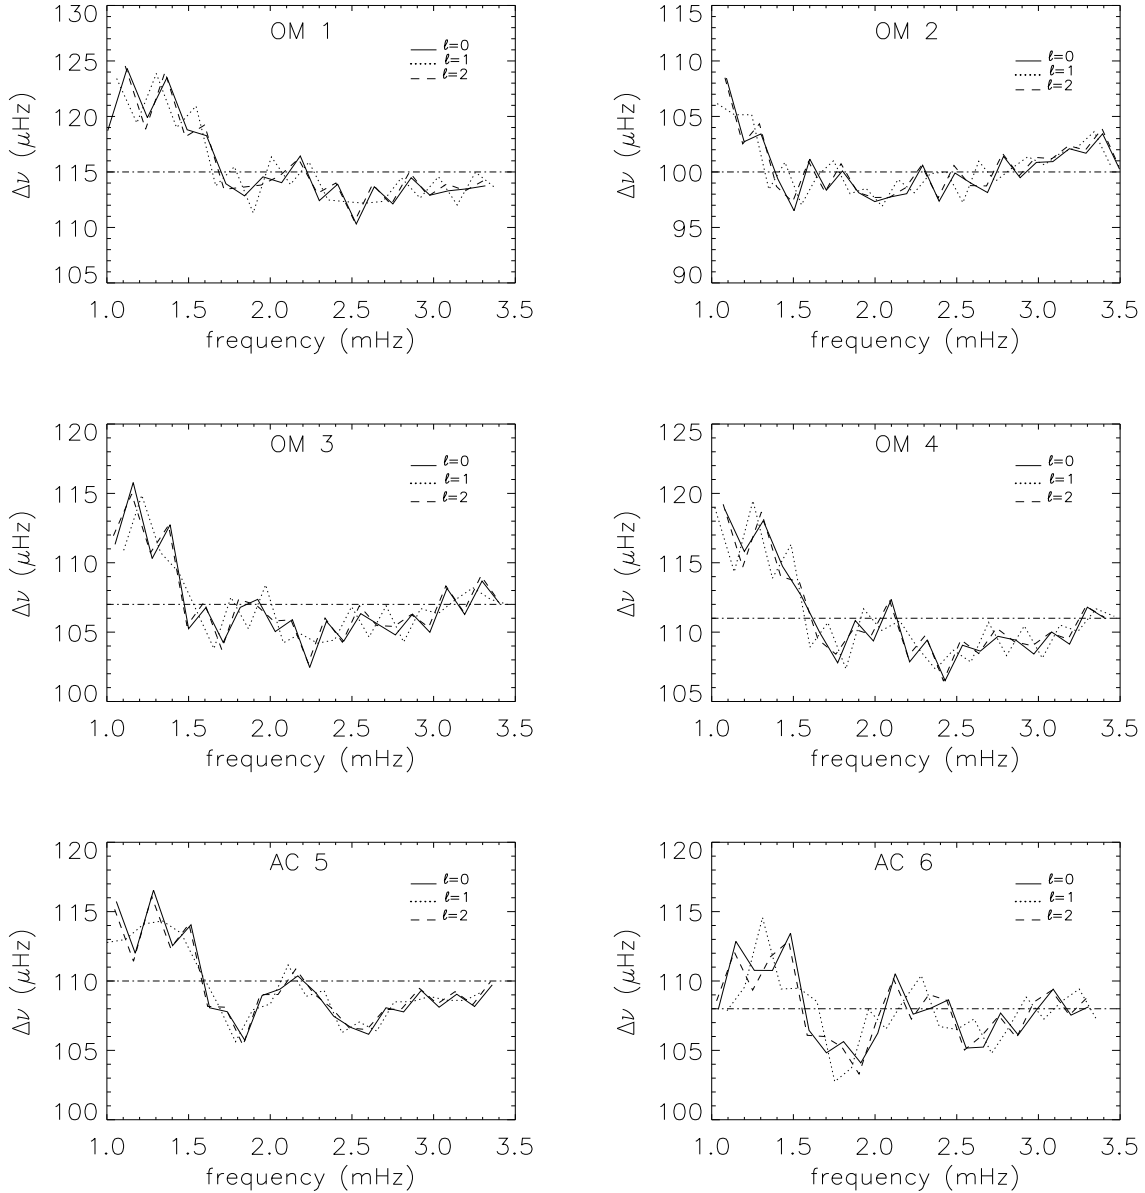 OM 1
ℓ=0
ℓ=1
ℓ=2
130
125
120
115
110
105
Δν (μHz)
1.0 1.5 2.0 2.5 3.0 3.5
frequency (mHz)
OM 2
ℓ=0
ℓ=1
ℓ=2
115
110
105
100
95
90
Δν (μHz)
1.0 1.5 2.0 2.5 3.0 3.5
frequency (mHz)
OM 3
ℓ=0
ℓ=1
ℓ=2
120
115
110
105
100
Δν (μHz)
1.0 1.5 2.0 2.5 3.0 3.5
frequency (mHz)
OM 4
ℓ=0
ℓ=1
ℓ=2
125
120
115
110
105
Δν (μHz)
1.0 1.5 2.0 2.5 3.0 3.5
frequency (mHz)
AC 5
ℓ=0
ℓ=1
ℓ=2
120
115
110
105
100
Δν (μHz)
1.0 1.5 2.0 2.5 3.0 3.5
frequency (mHz)
AC 6
ℓ=0
ℓ=1
ℓ=2
120
115
110
105
100
Δν (μHz)
1.0 1.5 2.0 2.5 3.0 3.5
frequency (mHz)